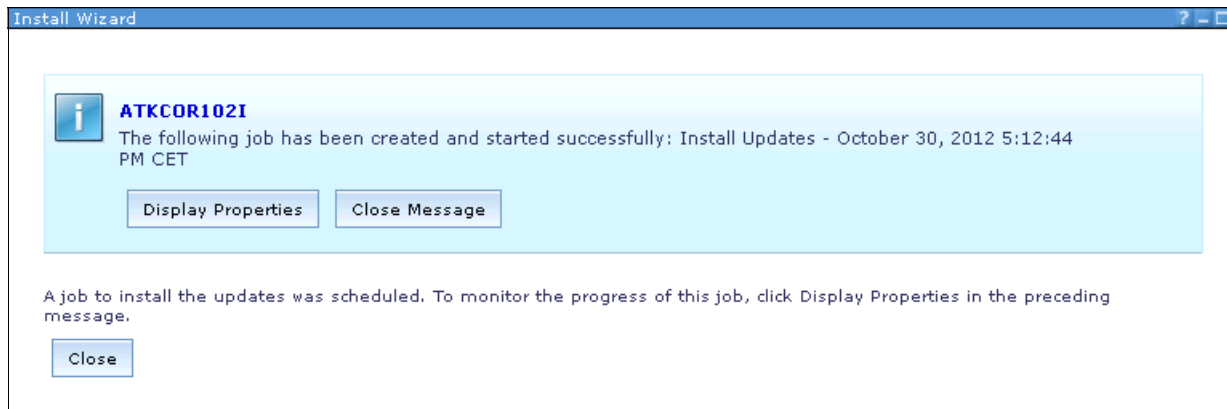 Install Wizard
? –
i
ATKCOR102I
The following job has been created and started successfully: Install Updates - October 30, 2012 5:12:44
PM CET
Display Properties Close Message
A job to install the updates was scheduled. To monitor the progress of this job, click Display Properties in the preceding
message.
Close